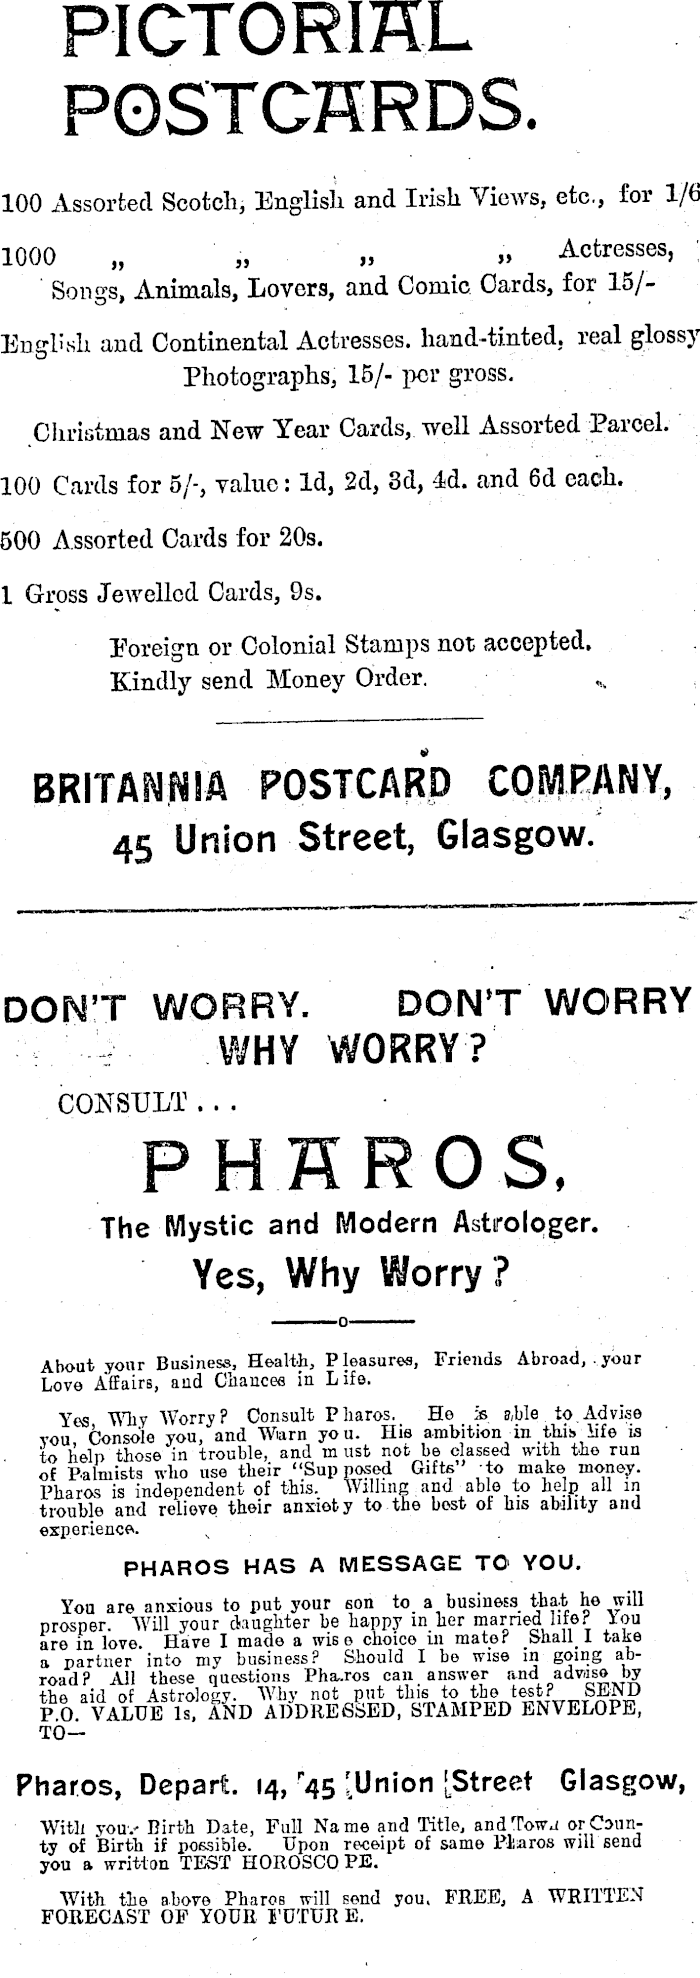 PICTORIAL
POSTCARDS.
100 Assorted Scotch, English and Irish Views, etc., for 1/6
1000 „ „ „ „ Actresses,
Songs, Animals, Lovers, and Comic Cards, for 15/-
English and Continental Actresses. hand-tinted, real glossy
Photographs, 15/- per gross.
Christmas and New Year Cards, well Assorted Parcel.
100 Cards for 5/-, value: 1d, 2d, 3d, 4d. and 6d each.
500 Assorted Cards for 20s.
1 Gross Jewelled Cards, 9s.
Foreign or Colonial Stamps not accepted.
Kindly send Money Order.
BRITANNIA POSTCARD COMPANY,
45 Union Street, Glasgow.
DON'T WORRY. DON'T WORRY
WHY WORRY?
CONSULT...
PHAROS,
The Mystic and Modern Astrologer.
Yes, Why Worry?
—o—
About your Business, Health, Pleasures, Friends Abroad, your
Love Affairs, and Chances in Life.
Yes, Why Worry? Consult Pharos. He is able to Advise
you, Console you, and Warn you. His ambition in this life is
to help those in trouble, and must not be classed with the run
of Palmists who use their "Supposed Gifts" to make money.
Pharos is independent of this. Willing and able to help all in
trouble and relieve their anxiety to the best of his ability and
experience.
PHAROS HAS A MESSAGE TO YOU.
You are anxious to put your son to a business that he will
prosper. Will your daughter be happy in her married life? You
are in love. Have I made a wise choice in mate? Shall I take
a partner into my business? Should I be wise in going ab-
road? All these questions Pharos can answer and advise by
the aid of Astrology. Why not put this to the test? SEND
P.O. VALUE 1s, AND ADDRESSED, STAMPED ENVELOPE,
TO—
Pharos, Depart. 14, 45 Union Street Glasgow,
With your Birth Date, Full Name and Title, and Town or Coun-
ty of Birth if possible. Upon receipt of same Pharos will send
you a written TEST HOROSCOPE.
With the above Pharos will send you, FREE, A WRITTEN
FORECAST OF YOUR FUTURE.